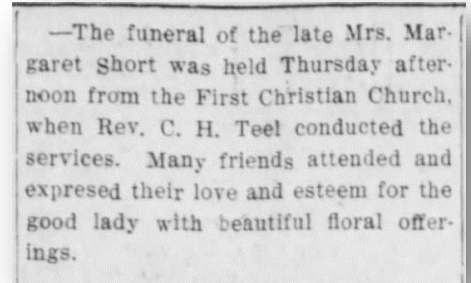 —The funeral of the late Mrs. Mar-
garet Short was held Thursday after-
noon from the First Christian Church,
when Rev. C. H. Teel conducted the
services. Many friends attended and
expresed their love and esteem for the
good lady with beautiful floral offer-
ings.